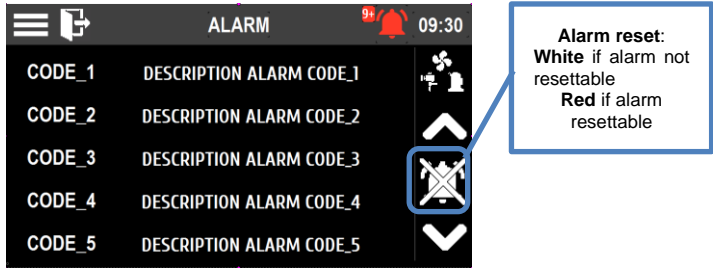 ALARM 9+ 09:30
CODE_1 DESCRIPTION ALARM CODE_1
CODE_2 DESCRIPTION ALARM CODE_2
CODE_3 DESCRIPTION ALARM CODE_3
CODE_4 DESCRIPTION ALARM CODE_4
CODE_5 DESCRIPTION ALARM CODE_5
Alarm reset:
White if alarm not
resettable
Red if alarm
resettable